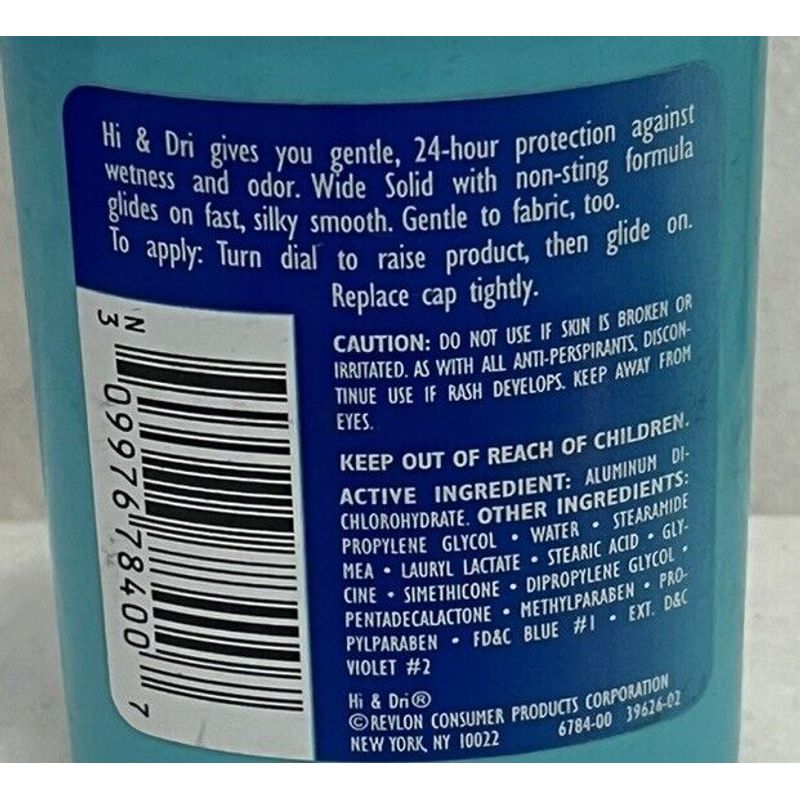 Hi & Dri gives you gentle, 24-hour protection against
wetness and odor. Wide Solid with non-sting formula
glides on fast, silky smooth. Gentle to fabric, too.
To apply: Turn dial to raise product, then glide on.
Replace cap tightly.
CAUTION: DO NOT USE IF SKIN IS BROKEN OR
IRRITATED. AS WITH ALL ANTI-PERSPIRANTS, DISCON-
TINUE USE IF RASH DEVELOPS. KEEP AWAY FROM
EYES.
KEEP OUT OF REACH OF CHILDREN.
ACTIVE INGREDIENT: ALUMINUM DI-
CHLOROHYDRATE. OTHER INGREDIENTS:
PROPYLENE GLYCOL • WATER • STEARAMIDE
MEA • LAURYL LACTATE • STEARIC ACID • GLY-
CINE • SIMETHICONE • DIPROPYLENE GLYCOL •
PENTADECALACTONE • METHYLPARABEN • PRO-
PYLPARABEN • FD&C BLUE #1 • EXT. D&C
VIOLET #2
Hi & Dri®
©REVLON CONSUMER PRODUCTS CORPORATION
NEW YORK, NY 10022 6784-00 39626-02
N
3 09976 78400 7